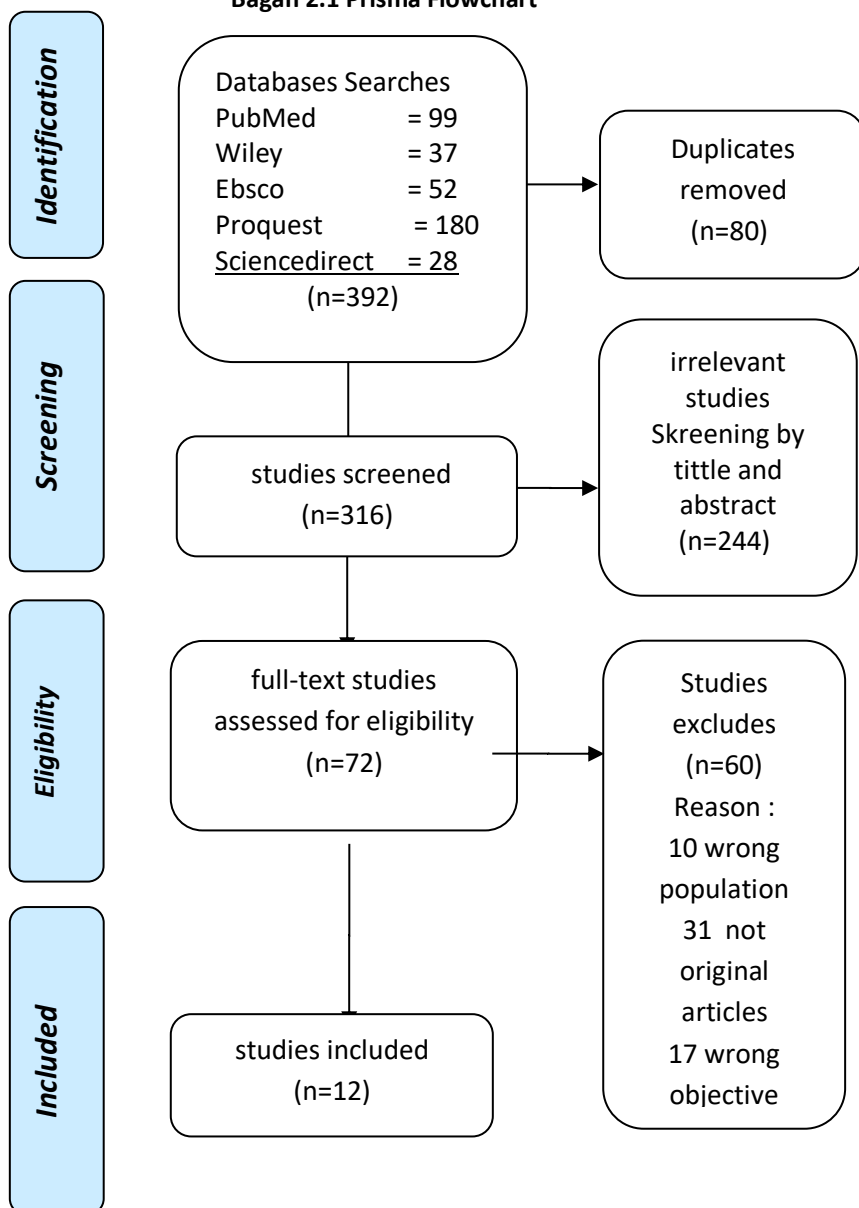 Bagan 2.1 Prisma Flowchart
Identification
Databases Searches
PubMed = 99
Wiley = 37
Ebsco = 52
Proquest = 180
Sciencedirect = 28
(n=392)
Duplicates
removed
(n=80)
Screening
studies screened
(n=316)
irrelevant
studies
Skreening by
tittle and
abstract
(n=244)
Eligibility
full-text studies
assessed for eligibility
(n=72)
Studies
excludes
(n=60)
Reason :
10 wrong
population
31 not
original
articles
17 wrong
objective
Included
studies included
(n=12)